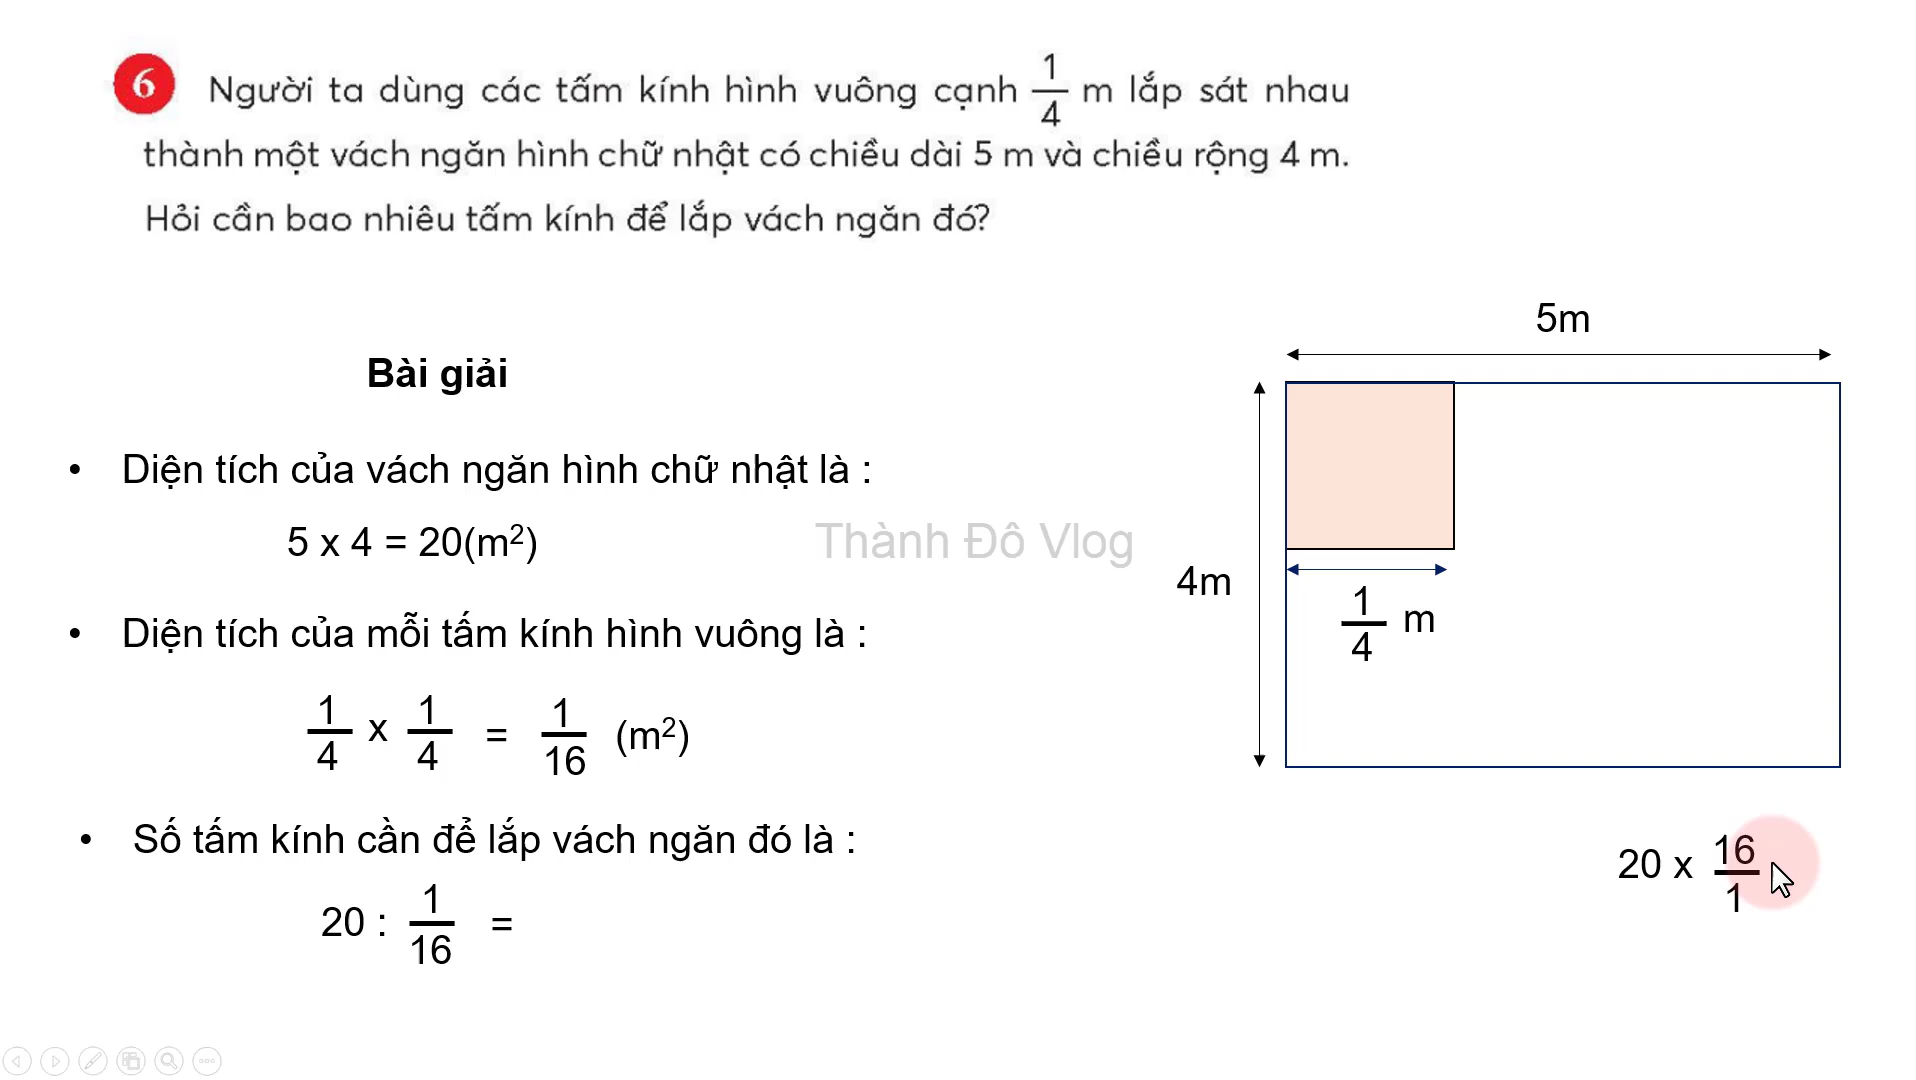 6 Người ta dùng các tấm kính hình vuông cạnh 1/4 m lắp sát nhau
thành một vách ngăn hình chữ nhật có chiều dài 5 m và chiều rộng 4 m.
Hỏi cần bao nhiêu tấm kính để lắp vách ngăn đó?
5m
Bài giải
• Diện tích của vách ngăn hình chữ nhật là :
5 x 4 = 20(m²)
Thành Đô Vlog
4m
1/4 m
• Diện tích của mỗi tấm kính hình vuông là :
1/4 x 1/4 = 1/16 (m²)
• Số tấm kính cần để lắp vách ngăn đó là :
20 : 1/16 =
20 x 16/1